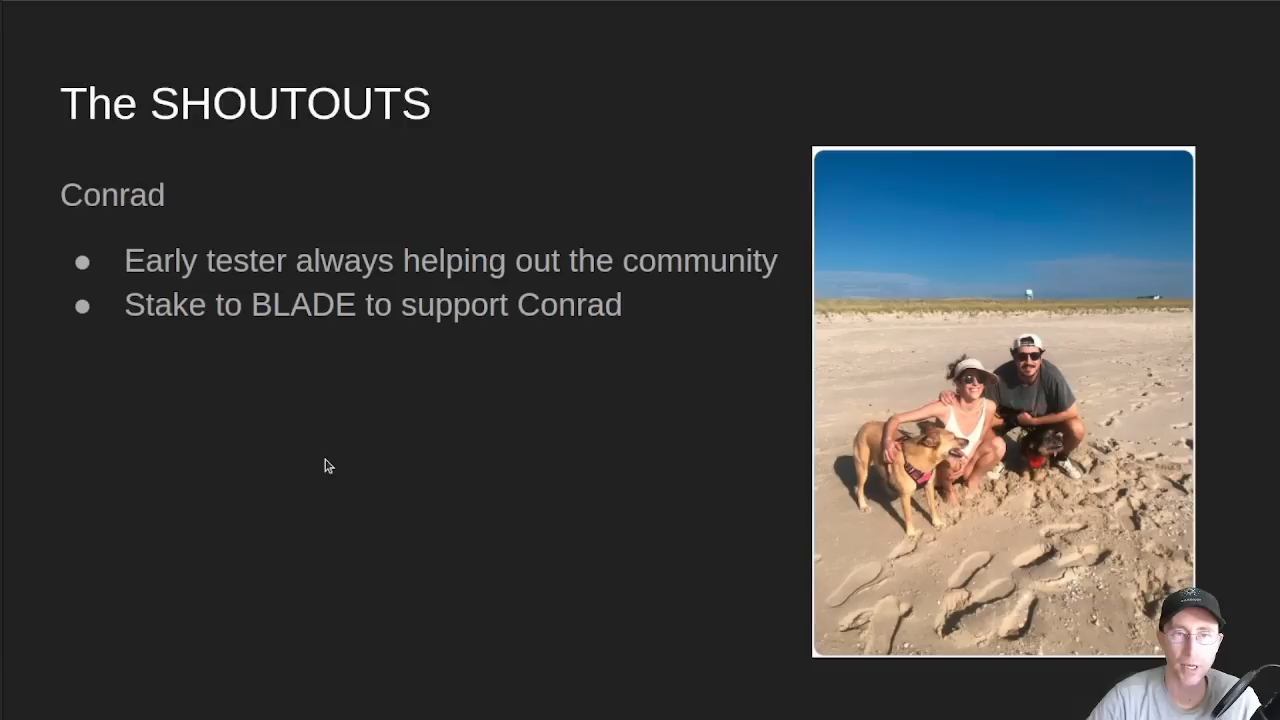 The SHOUTOUTS
Conrad
● Early tester always helping out the community
● Stake to BLADE to support Conrad